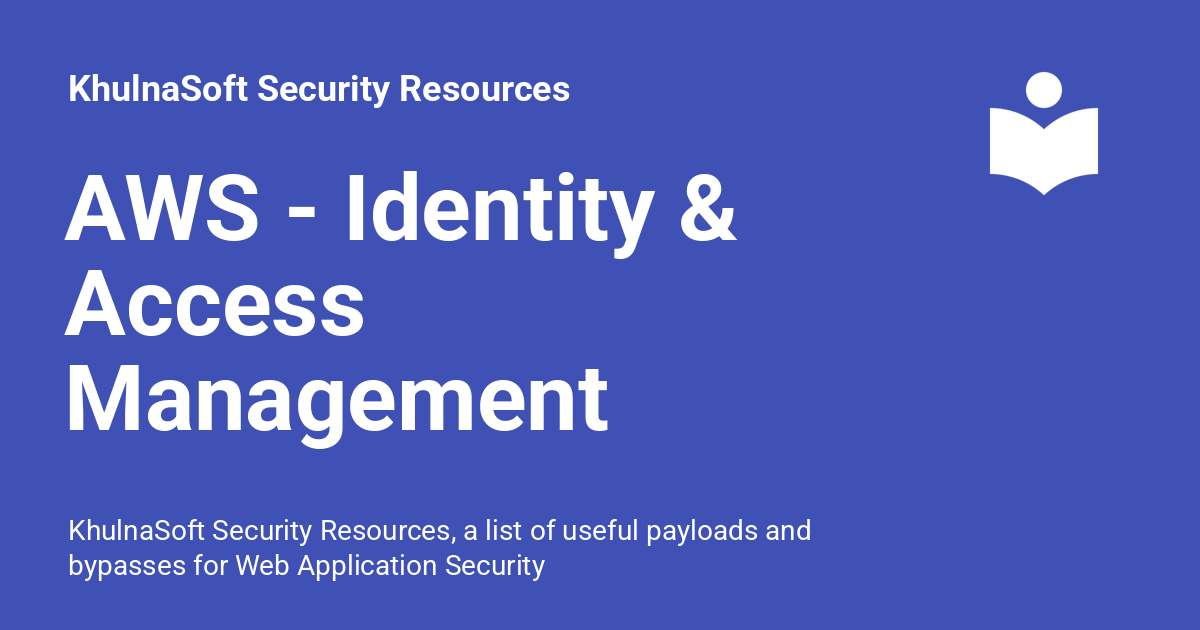 KhulnaSoft Security Resources
AWS - Identity &
Access
Management
KhulnaSoft Security Resources, a list of useful payloads and
bypasses for Web Application Security